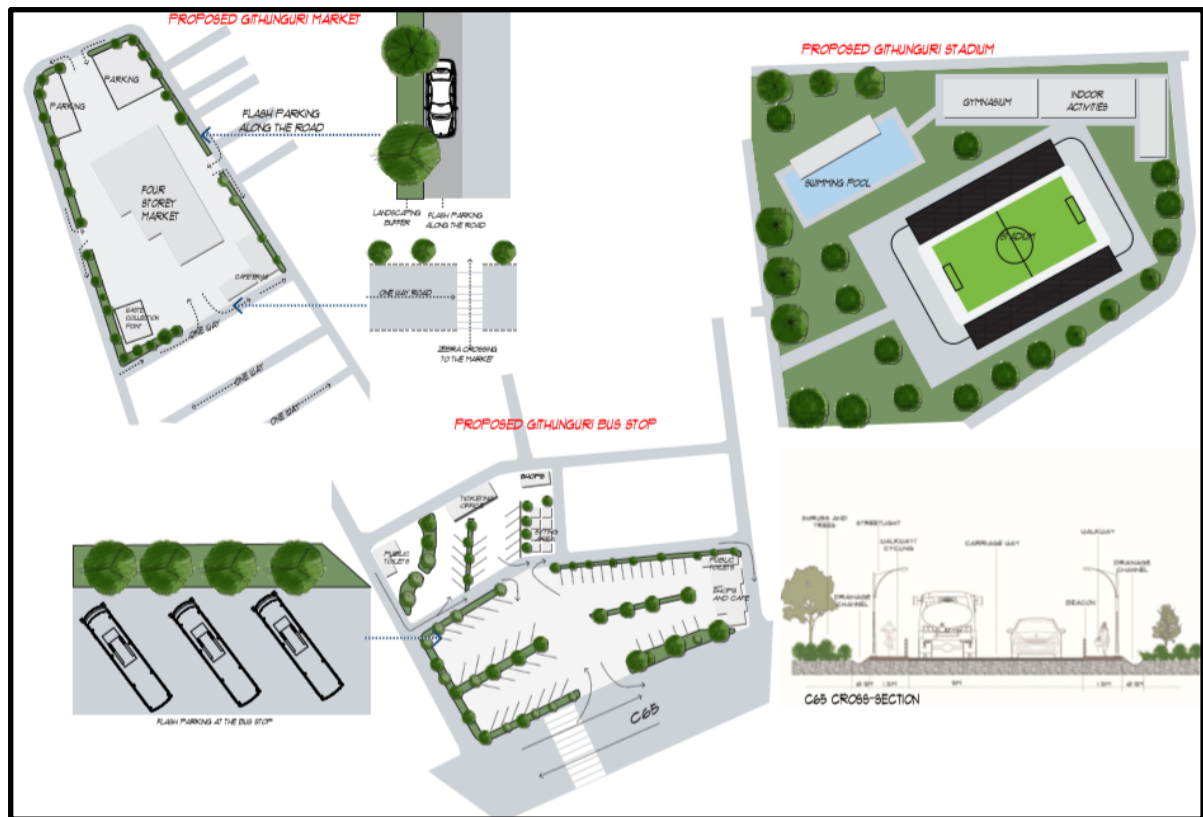 PROPOSED GITHUNGURI MARKET
PARKING
PARKING
FLASH PARKING
ALONG THE ROAD
FOUR
STOREY
MARKET
CAFETERIAS
WASTE
COLLECTION
POINT
ONE WAY
ONE WAY
ONE WAY
LANDSCAPING
BUFFER
FLASH PARKING
ALONG THE ROAD
ONE WAY ROAD
ZEBRA CROSSING
TO THE MARKET
PROPOSED GITHUNGURI STADIUM
GYMNASIUM
INDOOR
ACTIVITIES
SWIMMING POOL
STADIUM
PROPOSED GITHUNGURI BUS STOP
SHOPS
TICKETING
OFFICE
PUBLIC
TOILETS
PUBLIC
TOILETS
SHOPS
AND CAFE
C65
FLASH PARKING AT THE BUS STOP
SHRUBS AND
TREES
STREETLIGHT
WALKWAY/
CYCLING
CARRIAGE WAY
WALKWAY
DRAINAGE
CHANNEL
DRAINAGE
CHANNEL
BEACON
C65 CROSS-SECTION